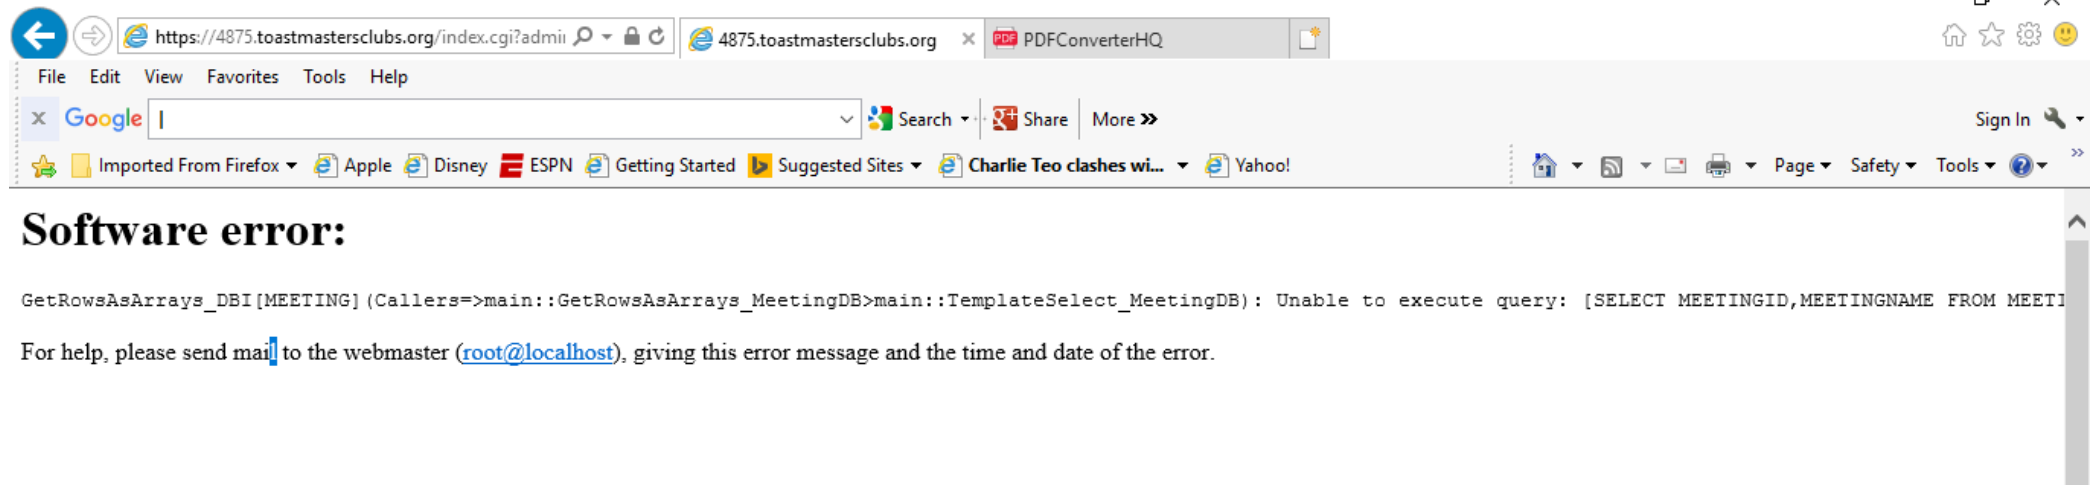 https://4875.toastmastersclubs.org/index.cgi?admii
4875.toastmastersclubs.org
PDF PDFConverterHQ
File Edit View Favorites Tools Help
x Google Search Share More » Sign In
Imported From Firefox Apple Disney ESPN Getting Started Suggested Sites Charlie Teo clashes wi... Yahoo! Page Safety Tools »
Software error:
GetRowsAsArrays_DBI[MEETING](Callers=>main::GetRowsAsArrays_MeetingDB>main::TemplateSelect_MeetingDB): Unable to execute query: [SELECT MEETINGID,MEETINGNAME FROM MEETI
For help, please send mail to the webmaster (root@localhost), giving this error message and the time and date of the error.